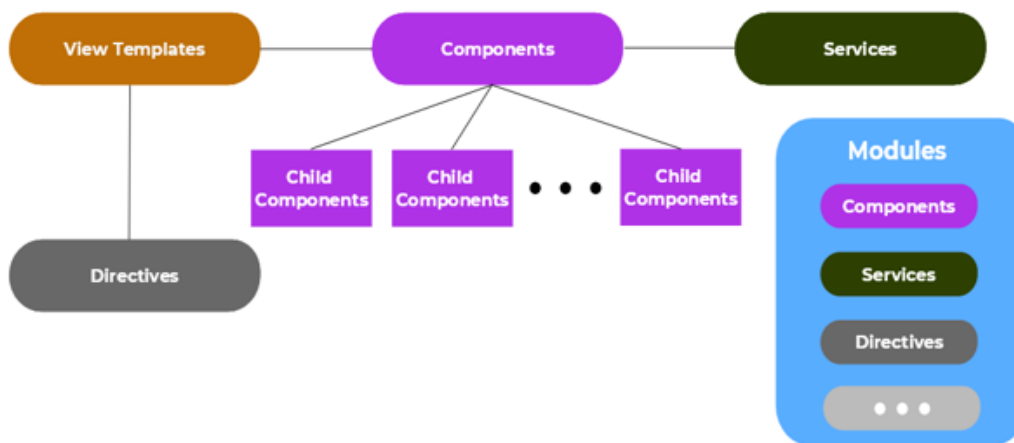 View Templates
Components
Services
Child
Components
Child
Components
Child
Components
Directives
Modules
Components
Services
Directives